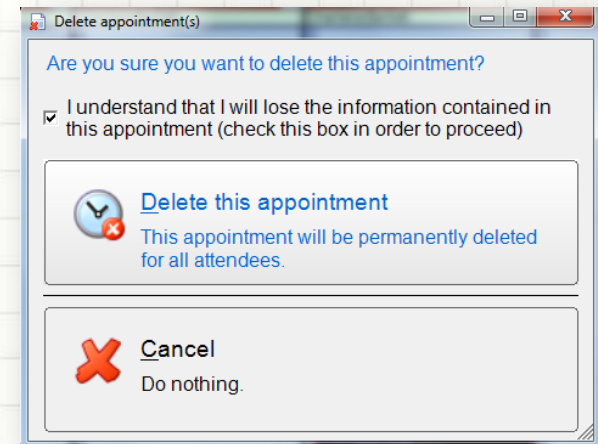 Delete appointment(s)
Are you sure you want to delete this appointment?
I understand that I will lose the information contained in
this appointment (check this box in order to proceed)
Delete this appointment
This appointment will be permanently deleted
for all attendees.
Cancel
Do nothing.